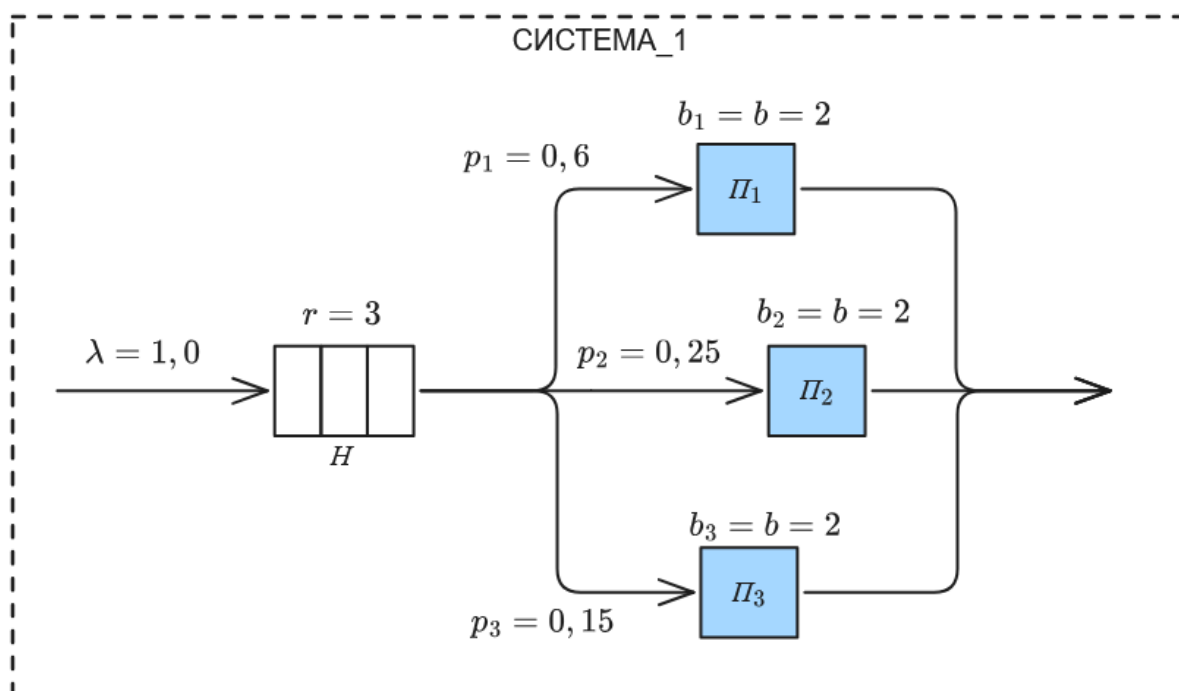 СИСТЕМА_1
b₁ = b = 2
p₁ = 0, 6
П₁
r = 3
b₂ = b = 2
λ = 1, 0
p₂ = 0, 25
П₂
H
b₃ = b = 2
П₃
p₃ = 0, 15